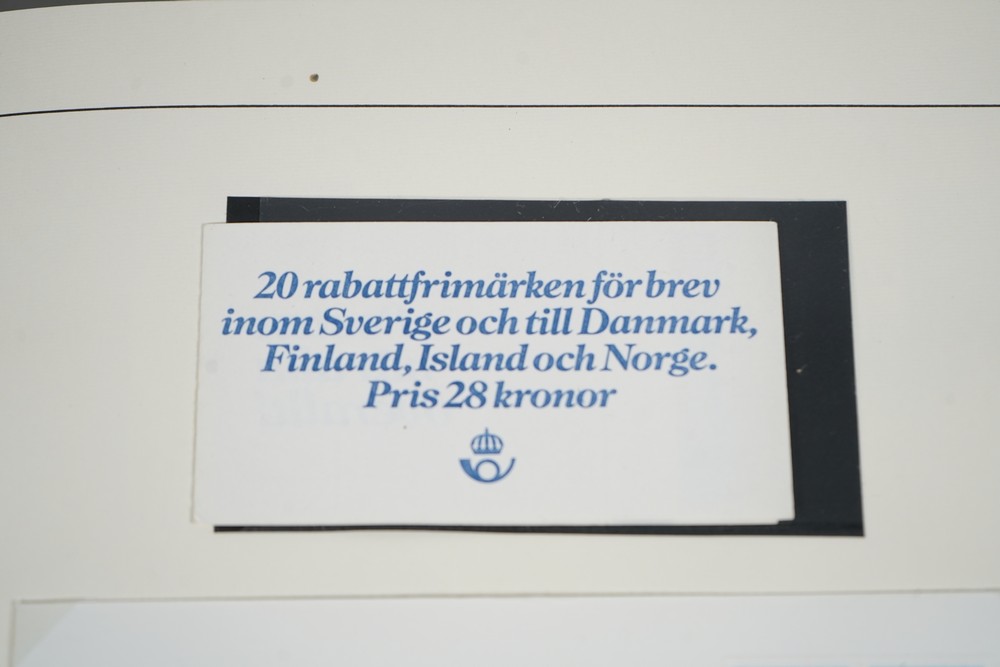 20 rabattfrimärken för brev
inom Sverige och till Danmark,
Finland, Island och Norge.
Pris 28 kronor